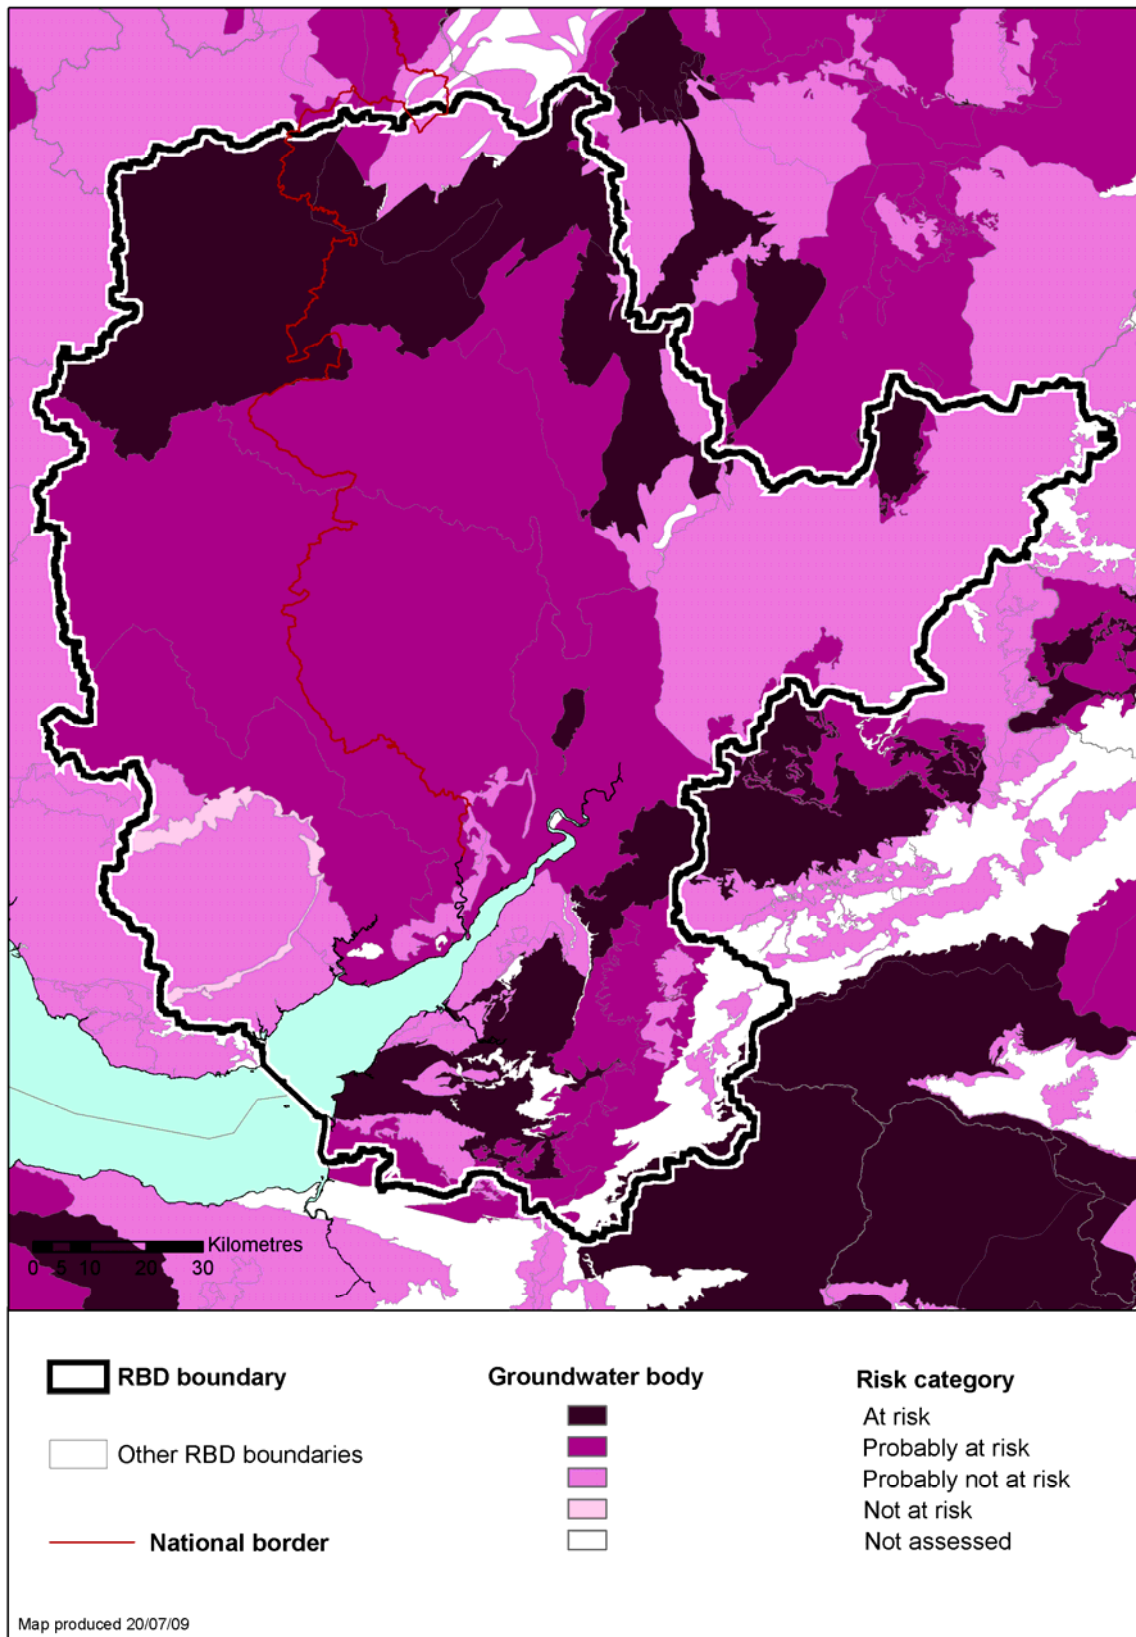 Kilometres
0 5 10 20 30
RBD boundary
Groundwater body
Risk category
At risk
Other RBD boundaries
Probably at risk
Probably not at risk
Not at risk
National border
Not assessed
Map produced 20/07/09